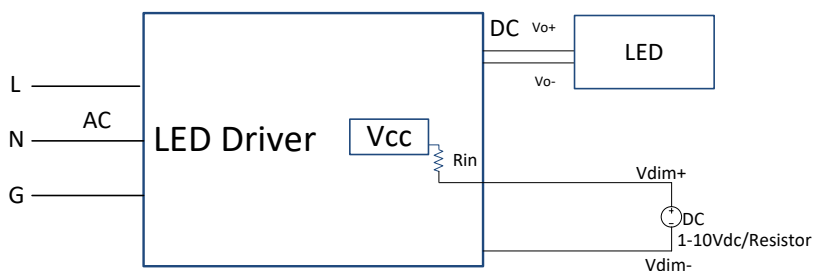 L
N
G
AC
LED Driver
Vcc
Rin
DC
Vo+
Vo-
LED
Vdim+
+
-
DC
1-10Vdc/Resistor
Vdim-